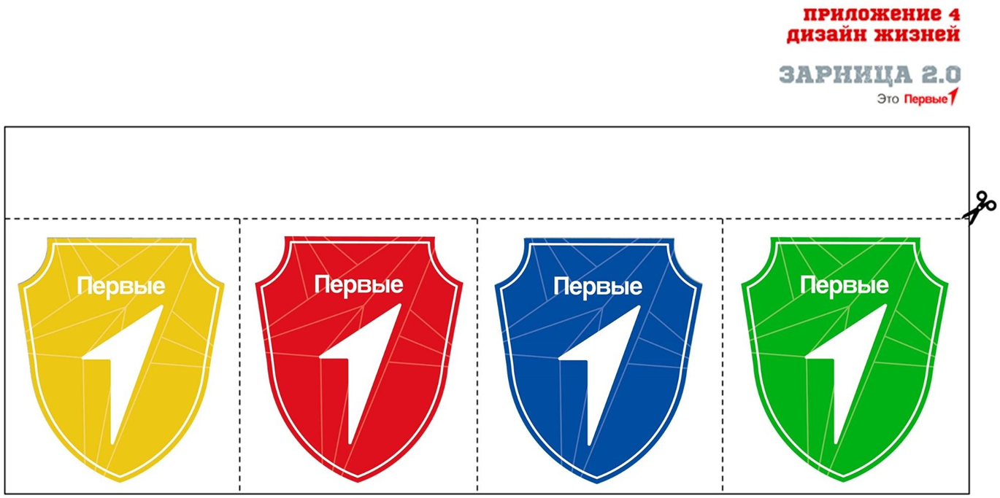 ПРИЛОЖЕНИЕ 4
ДИЗАЙН ЖИЗНЕЙ
ЗАРНИЦА 2.0
Это Первые
Первые
Первые
Первые
Первые